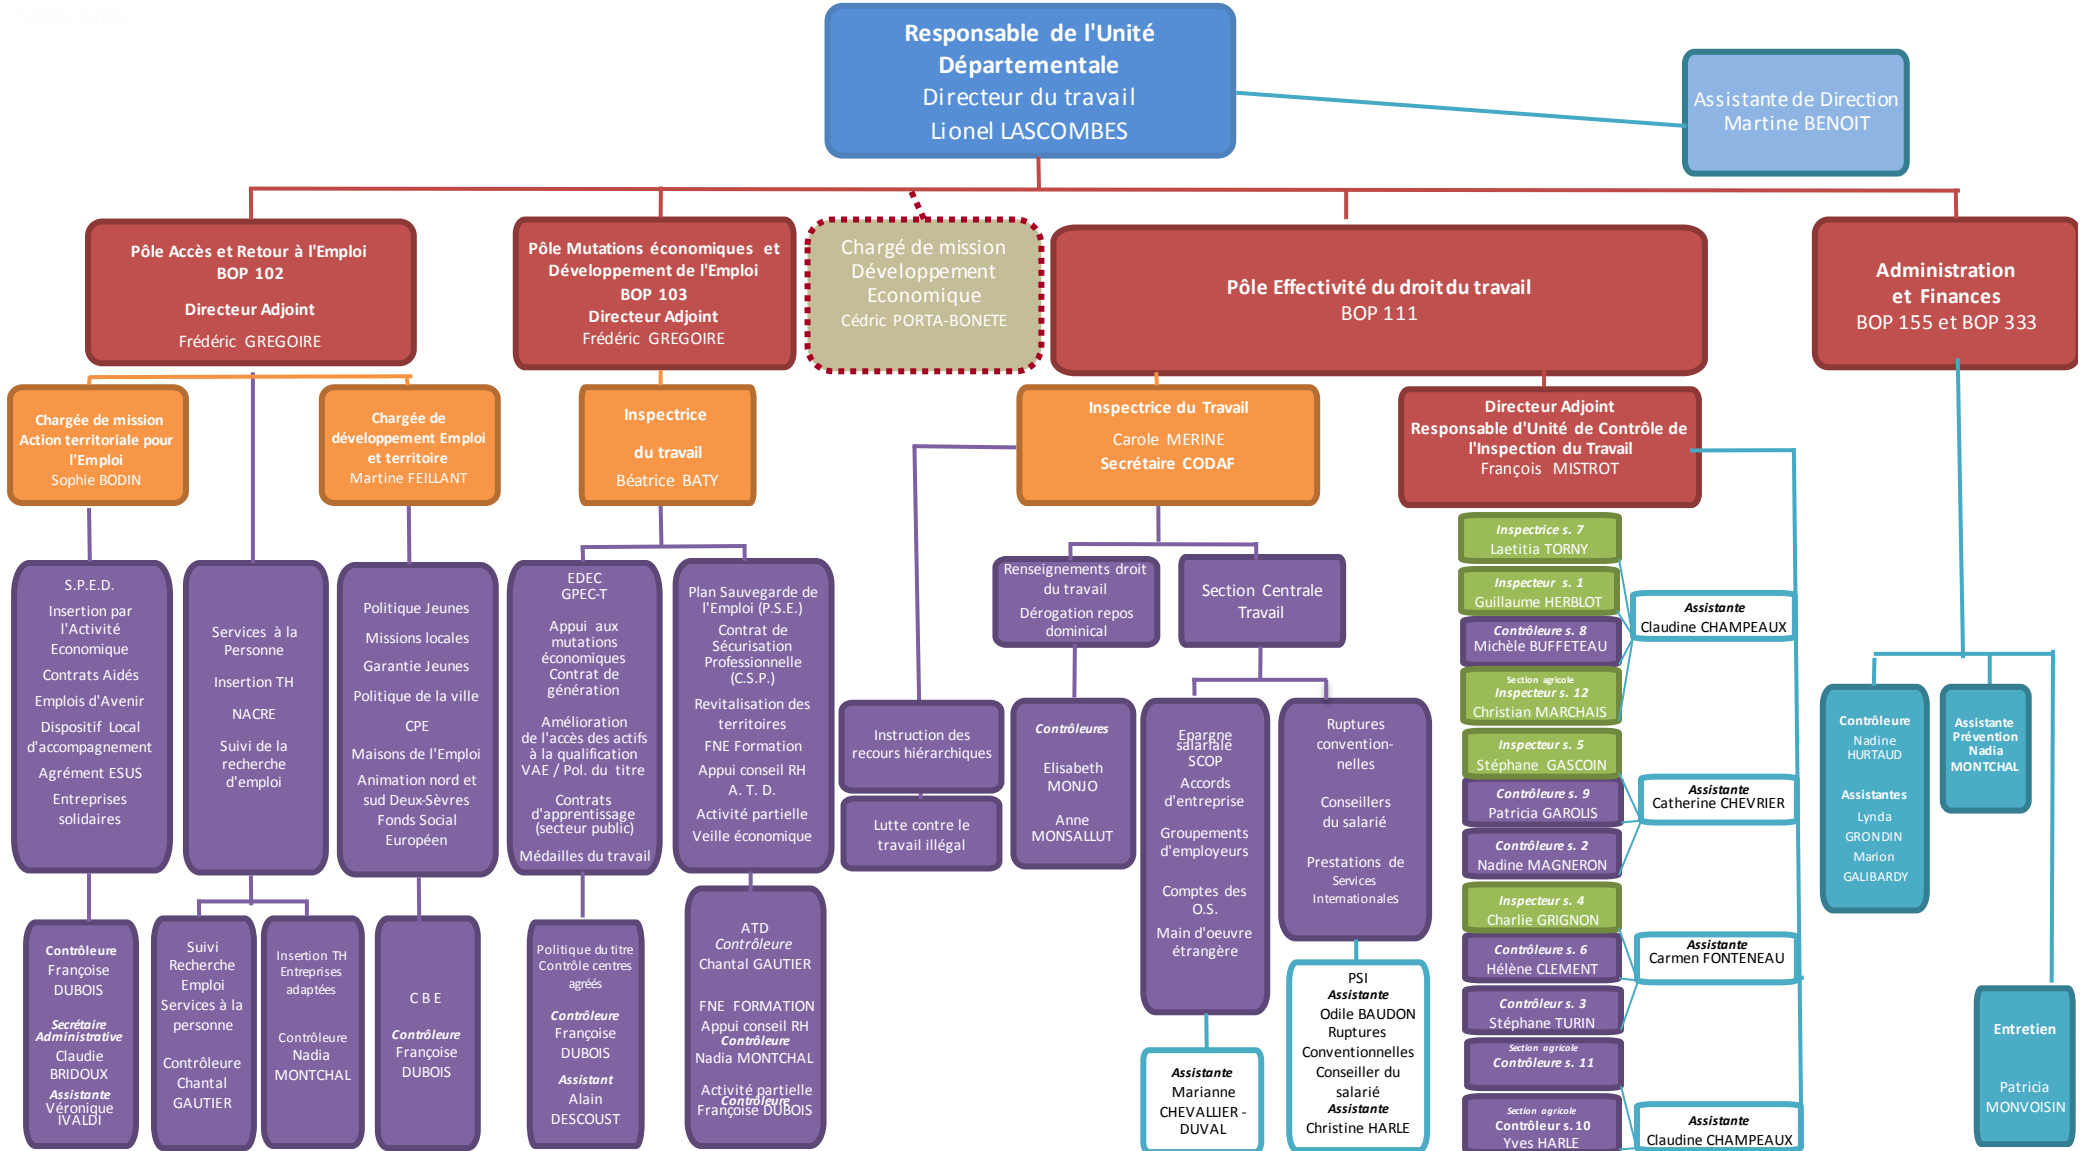 Responsable de l'Unité
Départementale
Directeur du travail
Lionel LASCOMBES
Assistante de Direction
Martine BENOIT
Pôle Accès et Retour à l'Emploi
BOP 102
Directeur Adjoint
Frédéric GREGOIRE
Pôle Mutations économiques et
Développement de l'Emploi
BOP 103
Directeur Adjoint
Frédéric GREGOIRE
Chargé de mission
Développement
Economique
Cédric PORTA-BONETE
Pôle Effectivité du droit du travail
BOP 111
Administration
et Finances
BOP 155 et BOP 333
Chargée de mission
Action territoriale pour
l'Emploi
Sophie BODIN
Chargée de
développement Emploi
et territoire
Martine FEILLANT
Inspectrice
du travail
Béatrice BATY
Inspectrice du Travail
Carole MERINE
Secrétaire CODAF
Directeur Adjoint
Responsable d'Unité de Contrôle de
l'Inspection du Travail
François MISTROT
S.P.E.D.
Insertion par
l'Activité
Economique
Contrats Aidés
Emplois d'Avenir
Dispositif Local
d'accompagnement
Agrément ESUS
Entreprises
solidaires
Services à la
Personne
Insertion TH
NACRE
Suivi de la
recherche
d'emploi
Politique Jeunes
Missions locales
Garantie Jeunes
Politique de la ville
CPE
Maisons de l'Emploi
Animation nord et
sud Deux-Sèvres
Fonds Social
Européen
EDEC
GPEC-T
Appui aux
mutations
économiques
Contrat de
génération
Amélioration
de l'accès des actifs
à la qualification
VAE / Pol. du titre
Contrats
d'apprentissage
(secteur public)
Médailles du travail
Plan Sauvegarde de
l'Emploi (P.S.E.)
Contrat de
Sécurisation
Professionnelle
(C.S.P.)
Revitalisation des
territoires
FNE Formation
Appui conseil RH
A. T. D.
Activité partielle
Veille économique
Renseignements droit
du travail
Dérogation repos
dominical
Section Centrale
Travail
Instruction des
recours hiérarchiques
Lutte contre le
travail illégal
Contrôleures
Elisabeth
MONJO
Anne
MONSALLUT
Epargne
salariale
SCOP
Accords
d'entreprise
Groupements
d'employeurs
Comptes des
O.S.
Main d'oeuvre
étrangère
Ruptures
convention-
nelles
Conseillers
du salarié
Prestations de
Services
Internationales
Inspectrice s. 7
Laetitia TORNY
Inspecteur s. 1
Guillaume HERBLOT
Contrôleure s. 8
Michèle BUFFETEAU
Section agricole
Inspecteur s. 12
Christian MARCHAIS
Inspecteur s. 5
Stéphane GASCOIN
Contrôleure s. 9
Patricia GAROLIS
Contrôleure s. 2
Nadine MAGNERON
Inspecteur s. 4
Charlie GRIGNON
Contrôleure s. 6
Hélène CLEMENT
Contrôleur s. 3
Stéphane TURIN
Section agricole
Contrôleure s. 11
Section agricole
Contrôleur s. 10
Yves HARLE
Assistante
Claudine CHAMPEAUX
Assistante
Catherine CHEVRIER
Assistante
Carmen FONTENEAU
Assistante
Claudine CHAMPEAUX
Contrôleure
Nadine
HURTAUD
Assistantes
Lynda
GRONDIN
Marion
GALIBARDY
Assistante
Prévention
Nadia
MONTCHAL
Entretien
Patricia
MONVOISIN
Contrôleure
Françoise
DUBOIS
Secrétaire
Administrative
Claudie
BRIDOUX
Assistante
Véronique
IVALDI
Suivi
Recherche
Emploi
Services à la
personne
Contrôleure
Chantal
GAUTIER
Insertion TH
Entreprises
adaptées
Contrôleure
Nadia
MONTCHAL
C B E
Contrôleure
Françoise
DUBOIS
Politique du titre
Contrôle centres
agréés
Contrôleure
Françoise
DUBOIS
Assistant
Alain
DESCOUST
ATD
Contrôleure
Chantal GAUTIER
FNE FORMATION
Appui conseil RH
Contrôleure
Nadia MONTCHAL
Activité partielle
Contrôleure
Françoise DUBOIS
Assistante
Marianne
CHEVALLIER -
DUVAL
PSI
Assistante
Odile BAUDON
Ruptures
Conventionnelles
Conseiller du
salarié
Assistante
Christine HARLE